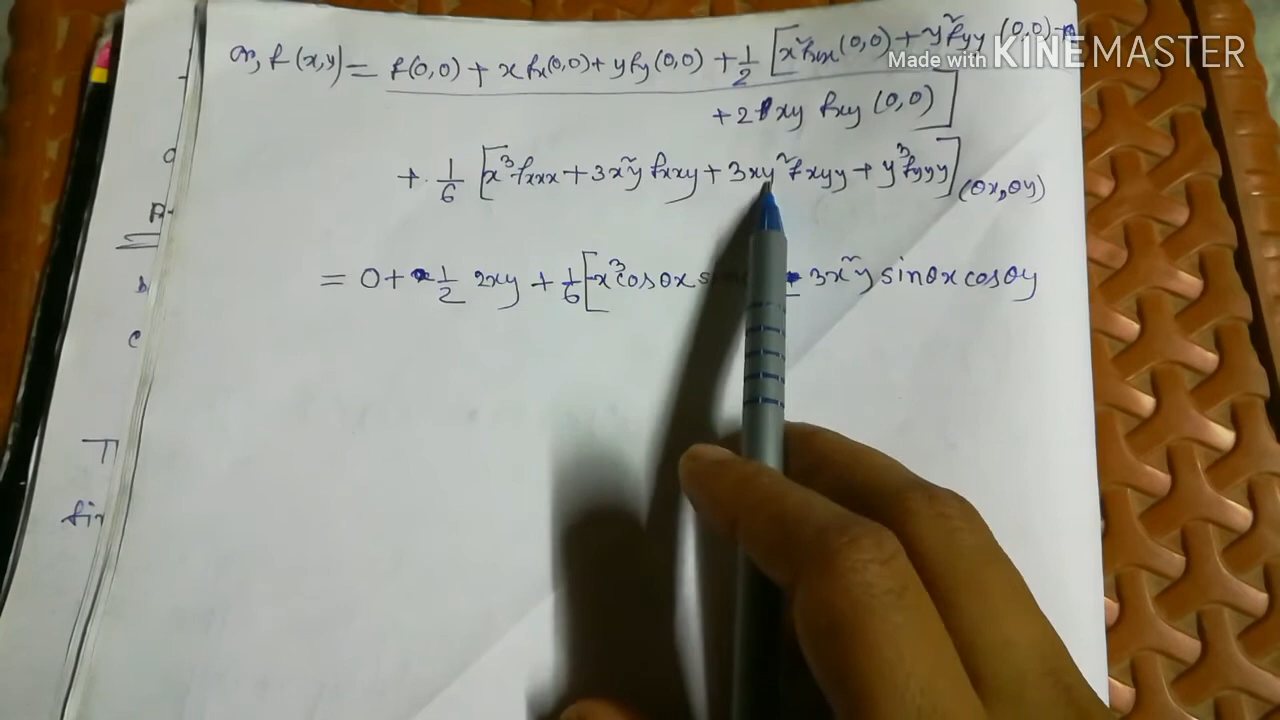 or, f(x,y) = f(0,0) + x fx(0,0) + y fy(0,0) + 1/2 [x² fxx (0,0) + y² fyy (0,0) +
Made with KINEMASTER
+ 2 xy fxy (0,0)]
+ 1/6 [x³ fxxx + 3x²y fxxy + 3xy² fxyy + y³ fyyy] (θx, θy)
= 0 + 1/2 2xy + 1/6 [-x³ cosθx - 3x²y sinθx cosθy